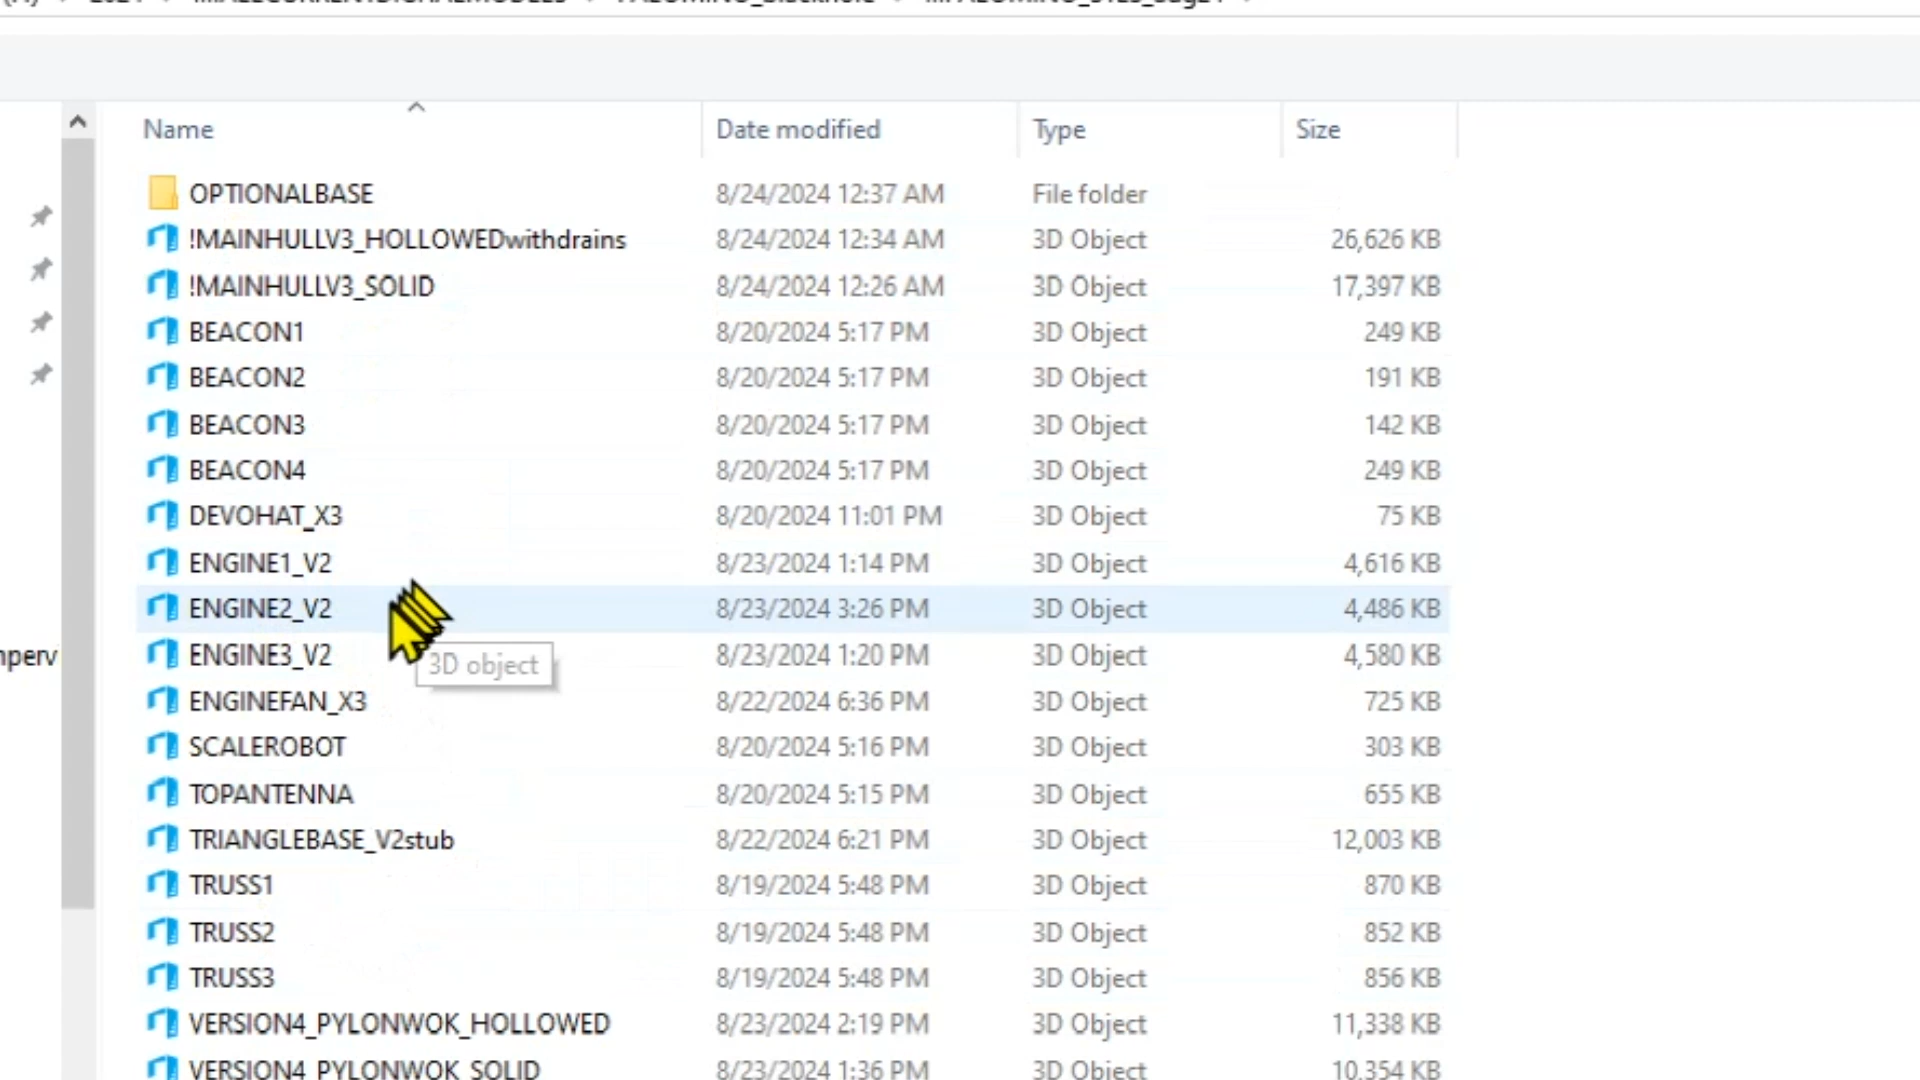 Name Date modified Type Size
OPTIONALBASE 8/24/2024 12:37 AM File folder
!MAINHULLV3_HOLLOWEDwithdrains 8/24/2024 12:34 AM 3D Object 26,626 KB
!MAINHULLV3_SOLID 8/24/2024 12:26 AM 3D Object 17,397 KB
BEACON1 8/20/2024 5:17 PM 3D Object 249 KB
BEACON2 8/20/2024 5:17 PM 3D Object 191 KB
BEACON3 8/20/2024 5:17 PM 3D Object 142 KB
BEACON4 8/20/2024 5:17 PM 3D Object 249 KB
DEVOHAT_X3 8/20/2024 11:01 PM 3D Object 75 KB
ENGINE1_V2 8/23/2024 1:14 PM 3D Object 4,616 KB
ENGINE2_V2 8/23/2024 3:26 PM 3D Object 4,486 KB
ENGINE3_V2 8/23/2024 1:20 PM 3D Object 4,580 KB
3D object
ENGINEFAN_X3 8/22/2024 6:36 PM 3D Object 725 KB
SCALEROBOT 8/20/2024 5:16 PM 3D Object 303 KB
TOPANTENNA 8/20/2024 5:15 PM 3D Object 655 KB
TRIANGLEBASE_V2stub 8/22/2024 6:21 PM 3D Object 12,003 KB
TRUSS1 8/19/2024 5:48 PM 3D Object 870 KB
TRUSS2 8/19/2024 5:48 PM 3D Object 852 KB
TRUSS3 8/19/2024 5:48 PM 3D Object 856 KB
VERSION4_PYLONWOK_HOLLOWED 8/23/2024 2:19 PM 3D Object 11,338 KB
VERSION4_PYLONWOK_SOLID 8/23/2024 1:36 PM 3D Object 10,354 KB